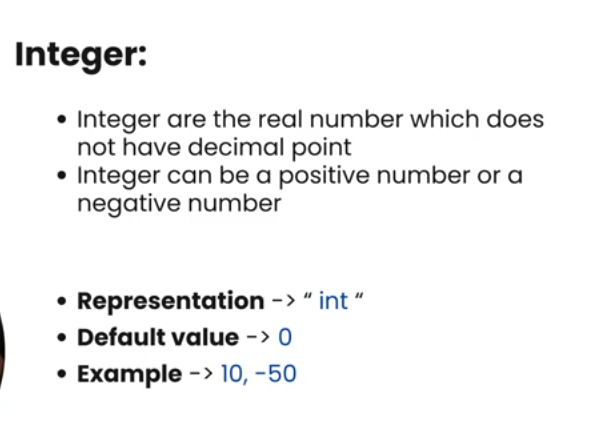 Integer:
• Integer are the real number which does
not have decimal point
• Integer can be a positive number or a
negative number
• Representation -> “ int “
• Default value -> 0
• Example -> 10, -50